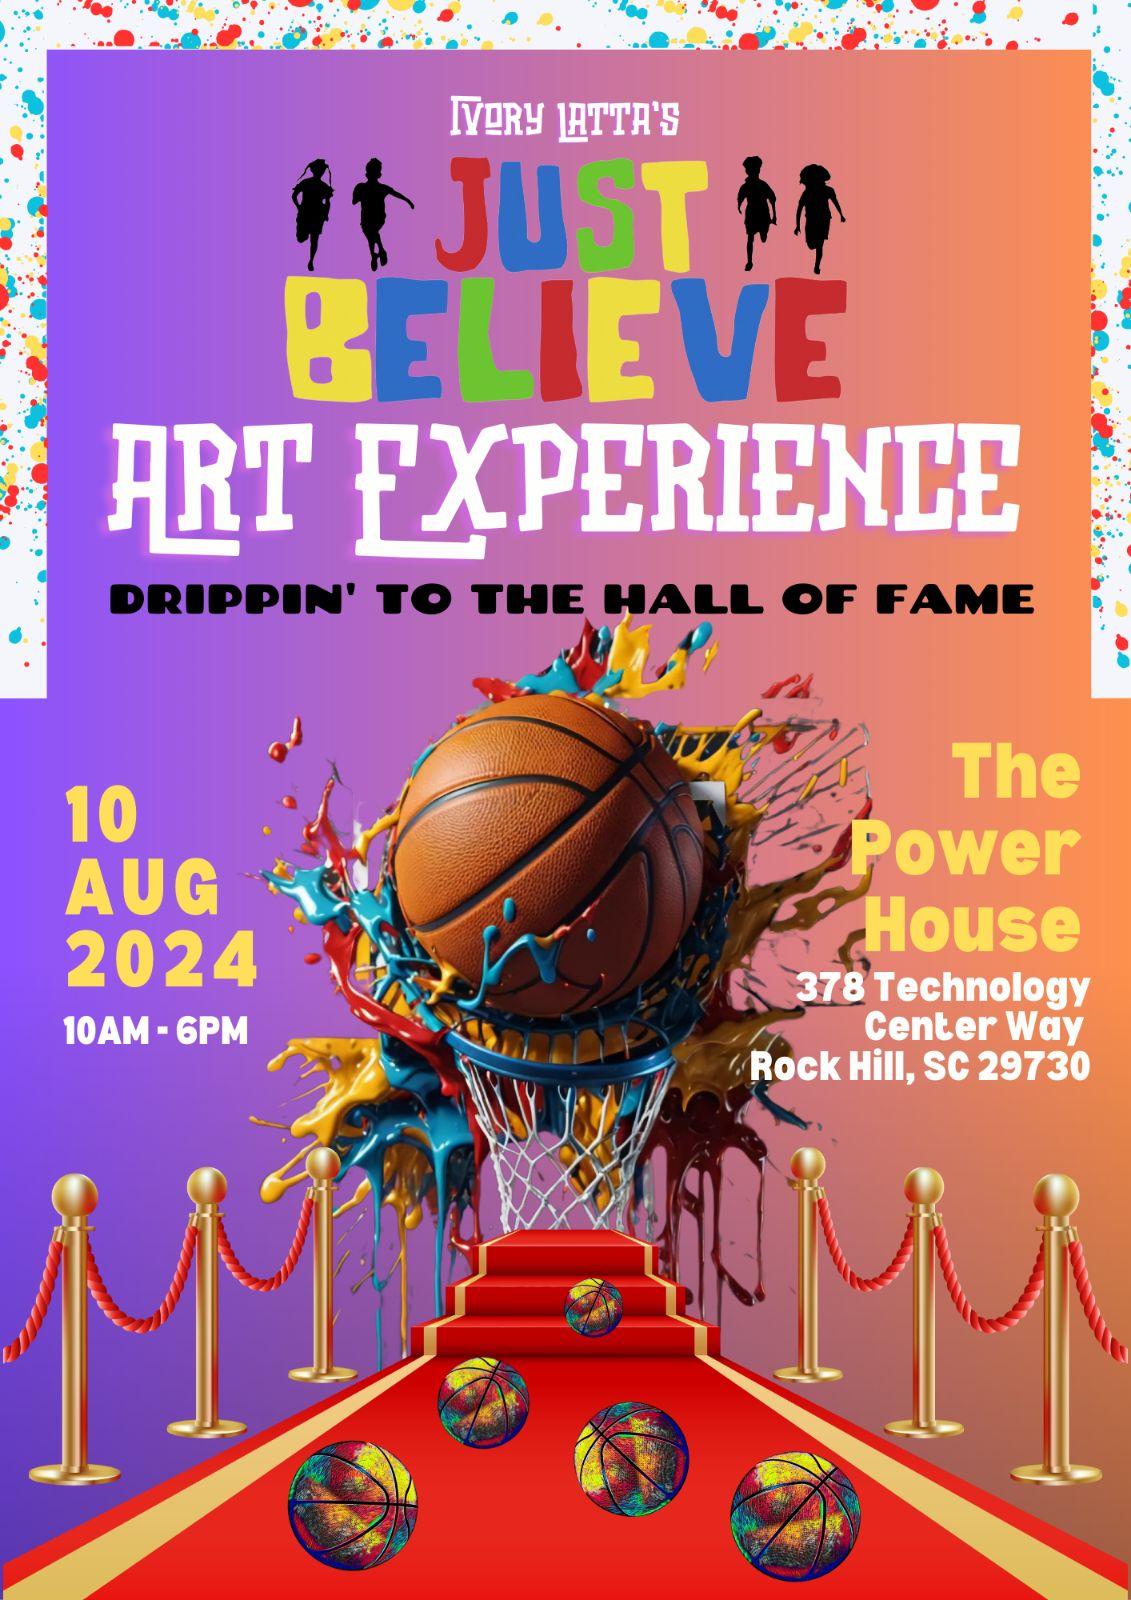 Ivory Latta's
JUST
BELIEVE
Art Experience
DRIPPIN' TO THE HALL OF FAME
10
AUG
2024
10AM - 6PM
The
Power
House
378 Technology
Center Way
Rock Hill, SC 29730